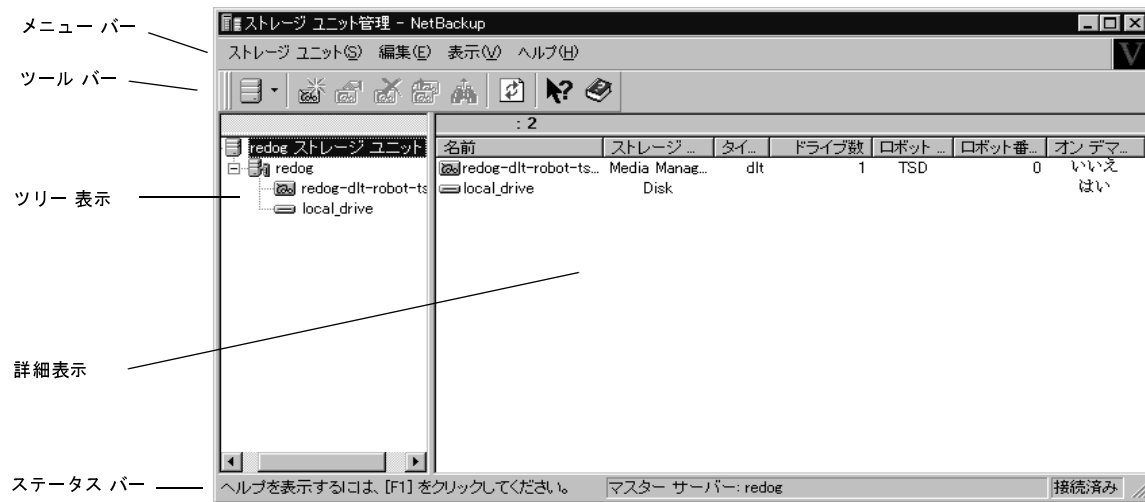 メニュー バー
ツール バー
ツリー 表示
詳細表示
ステータス バー
ストレージ ユニット管理 - NetBackup
ストレージ ユニット(S) 編集(E) 表示(V) ヘルプ(H)
: 2
redog ストレージ ユニット
redog
redog-dlt-robot-ts
local_drive
名前 ストレージ ... タイ... ドライブ数 ロボット ... ロボット番... オン デマ...
redog-dlt-robot-ts... Media Manag... dlt 1 TSD 0 いいえ
local_drive Disk はい
ヘルプを表示するには、[F1] をクリックしてください。 マスター サーバー: redog 接続済み